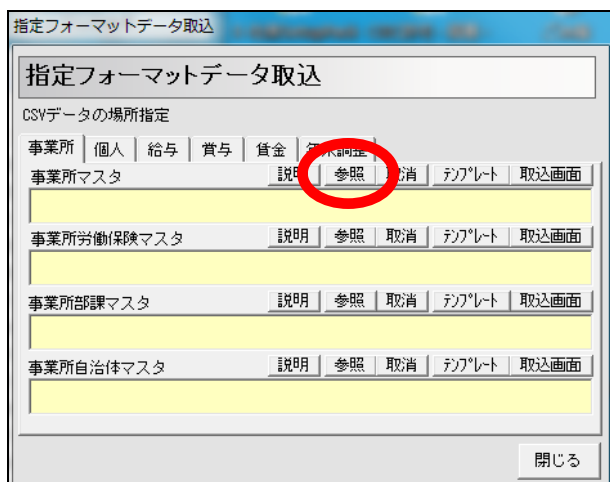 指定フォーマットデータ取込
指定フォーマットデータ取込
CSVデータの場所指定
事業所 個人 給与 賞与 賃金 年末調整
事業所マスタ 説明 参照 取消 テンプレート 取込画面
事業所労働保険マスタ 説明 参照 取消 テンプレート 取込画面
事業所部課マスタ 説明 参照 取消 テンプレート 取込画面
事業所自治体マスタ 説明 参照 取消 テンプレート 取込画面
閉じる